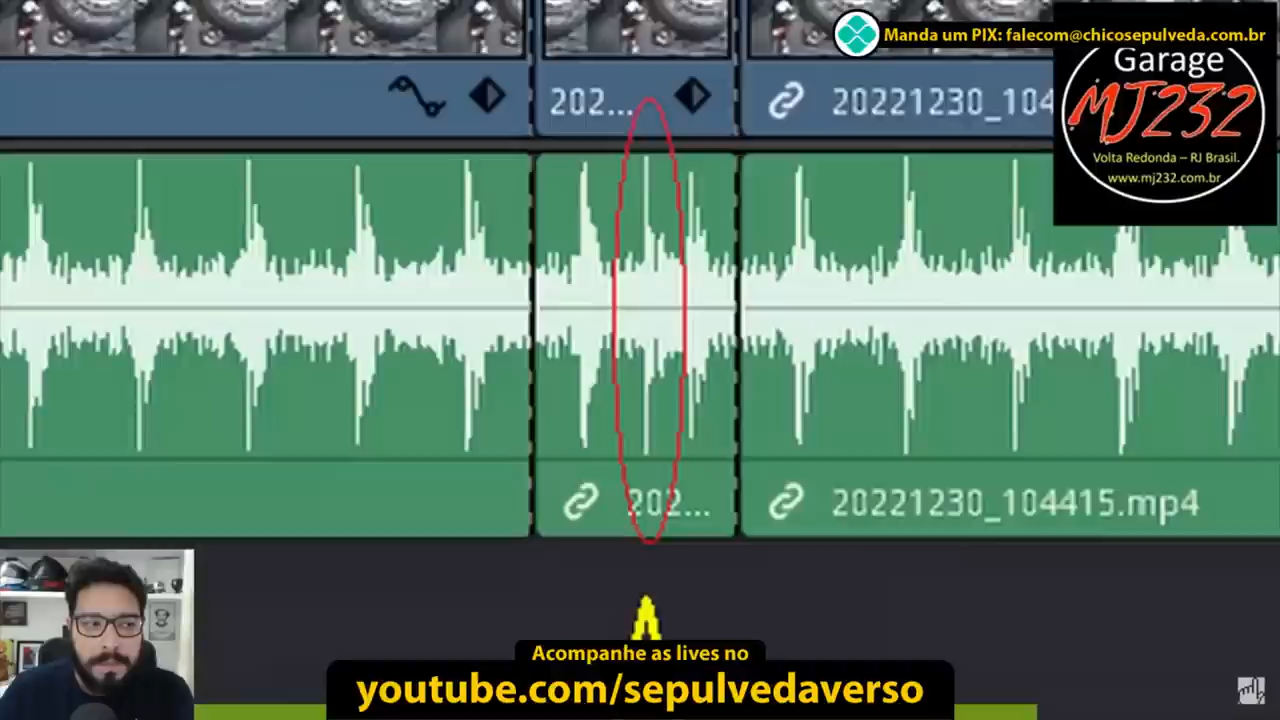 Manda um PIX: falecom@chicosepulveda.com.br
Garage
MJ232
Volta Redonda – RJ Brasil.
www.mj232.com.br
202...
20221230_104
202...
20221230_104415.mp4
Acompanhe as lives no
youtube.com/sepulvedaverso